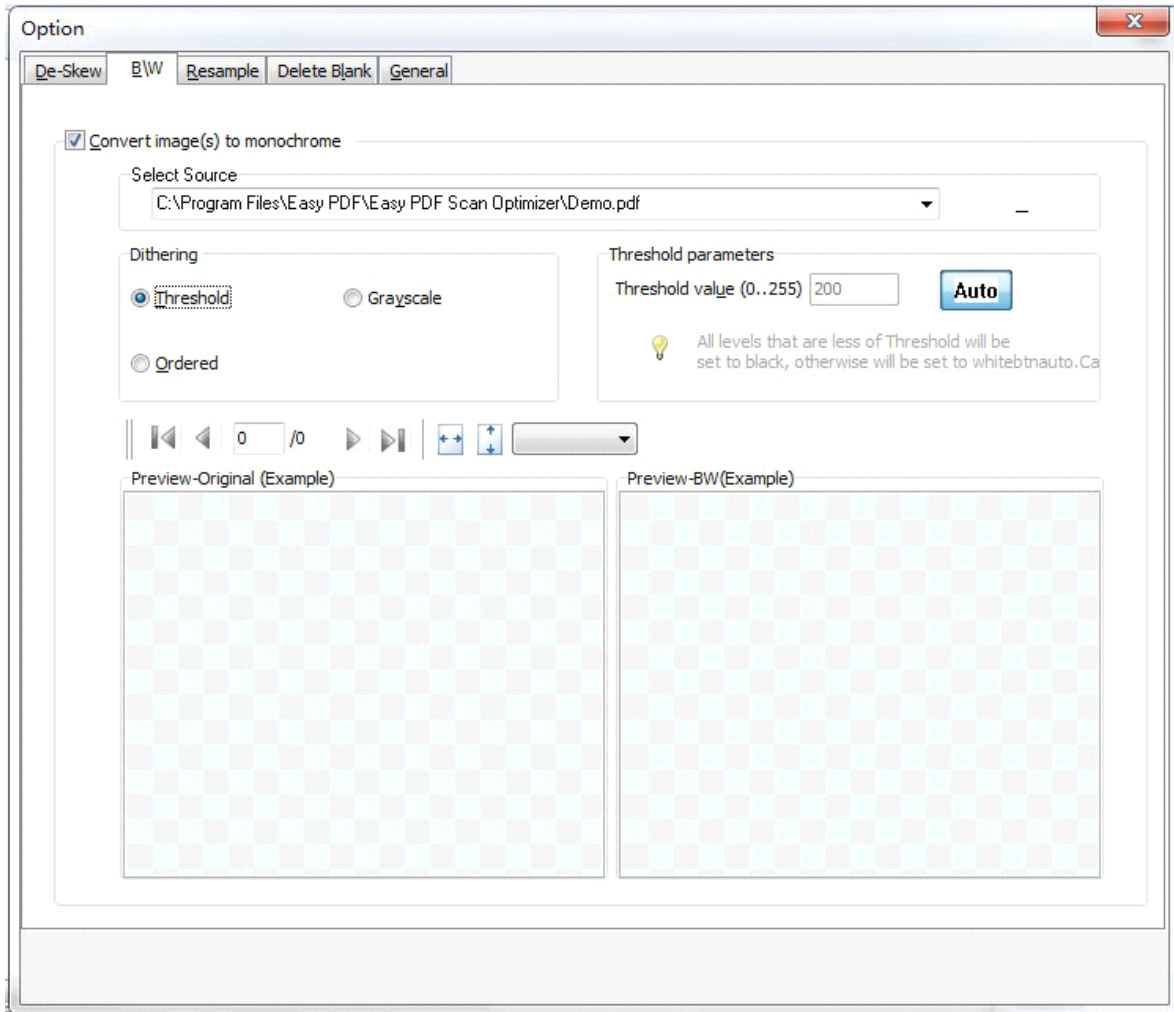 Option
De-Skew B\W Resample Delete Blank General
Convert image(s) to monochrome
Select Source
C:\Program Files\Easy PDF\Easy PDF Scan Optimizer\Demo.pdf
_
Dithering
Threshold Grayscale
Ordered
Threshold parameters
Threshold value (0..255) 200 Auto
All levels that are less of Threshold will be
set to black, otherwise will be set to whitebtnauto.Ca
0 /0
Preview-Original (Example) Preview-BW(Example)